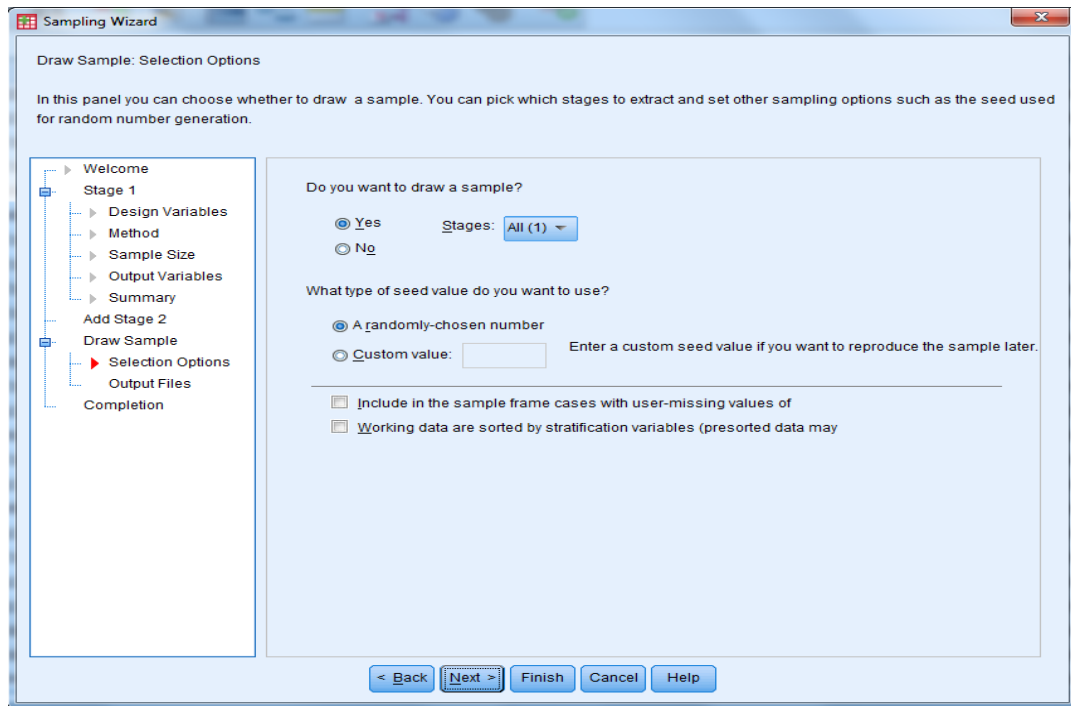 Sampling Wizard
Draw Sample: Selection Options
In this panel you can choose whether to draw a sample. You can pick which stages to extract and set other sampling options such as the seed used
for random number generation.
Welcome
Stage 1
Design Variables
Method
Sample Size
Output Variables
Summary
Add Stage 2
Draw Sample
Selection Options
Output Files
Completion
Do you want to draw a sample?
Yes
Stages: All (1)
No
What type of seed value do you want to use?
A randomly-chosen number
Custom value:
Enter a custom seed value if you want to reproduce the sample later.
Include in the sample frame cases with user-missing values of
Working data are sorted by stratification variables (presorted data may
< Back
Next >
Finish
Cancel
Help